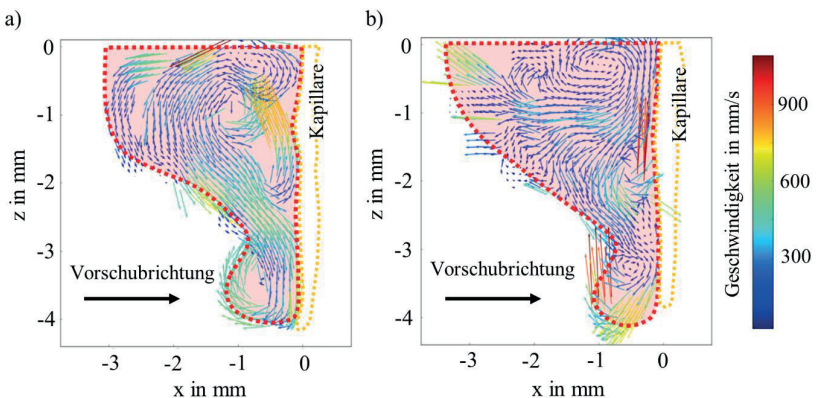 a)
0
-1
-2
-3
-4
z in mm
Kapillare
Vorschubrichtung
-3
-2
-1
0
x in mm
b)
0
-1
-2
-3
-4
z in mm
Kapillare
Vorschubrichtung
-3
-2
-1
0
x in mm
900
600
300
Geschwindigkeit in mm/s